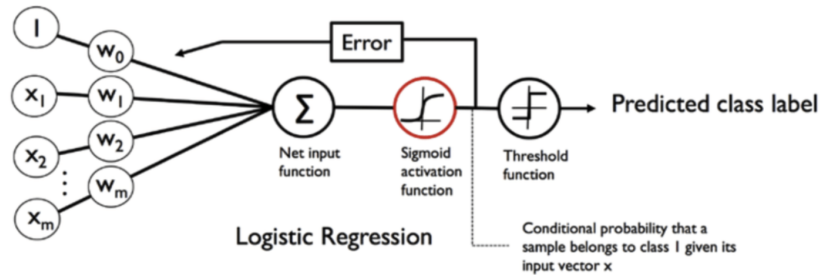 1
w0
x1
w1
x2
w2
⋮
wm
xm
Error
Σ
Net input
function
Sigmoid
activation
function
Threshold
function
Predicted class label
Logistic Regression
Conditional probability that a
sample belongs to class 1 given its
input vector x